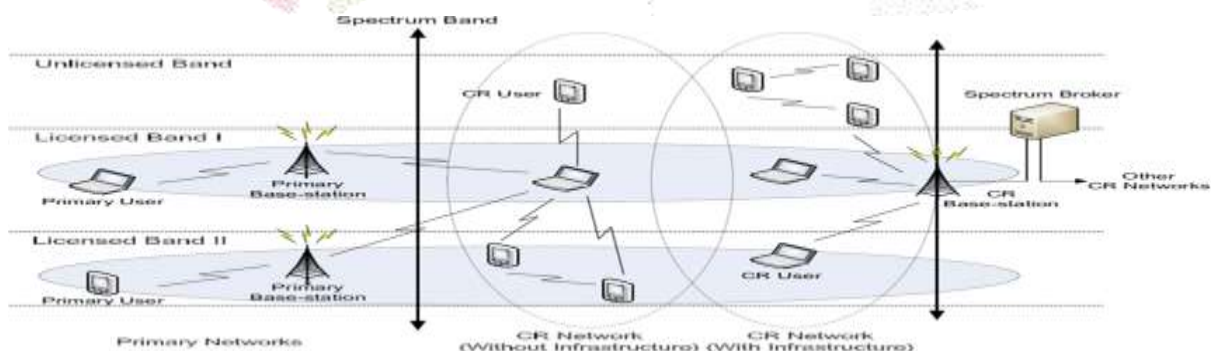 Spectrum Band
Unlicensed Band
CR User
Spectrum Broker
Licensed Band I
Primary User
Primary
Base-station
CR
Base-station
Other
CR Networks
Licensed Band II
Primary User
Primary
Base-station
CR User
Primary Networks
CR Network
(Without Infrastructure)
CR Network
(With Infrastructure)